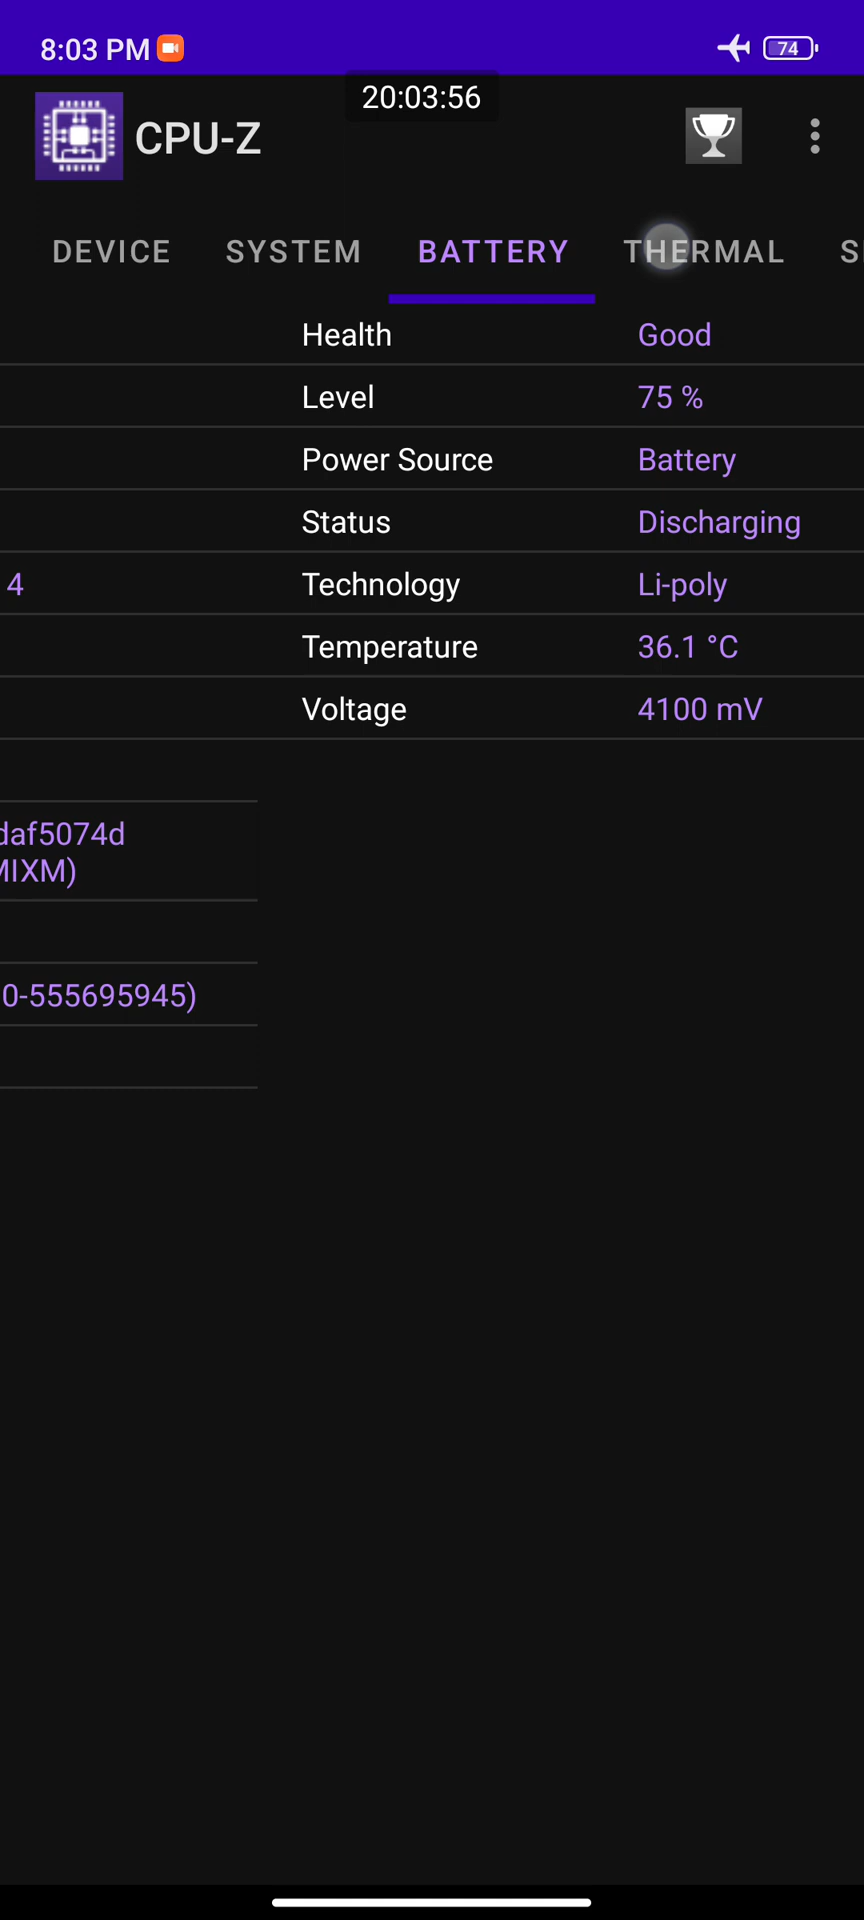 8:03 PM
74
20:03:56
CPU-Z
DEVICE SYSTEM BATTERY THERMAL
Health Good
Level 75 %
Power Source Battery
Status Discharging
4 Technology Li-poly
Temperature 36.1 °C
Voltage 4100 mV
daf5074d
MIXM)
0-555695945)